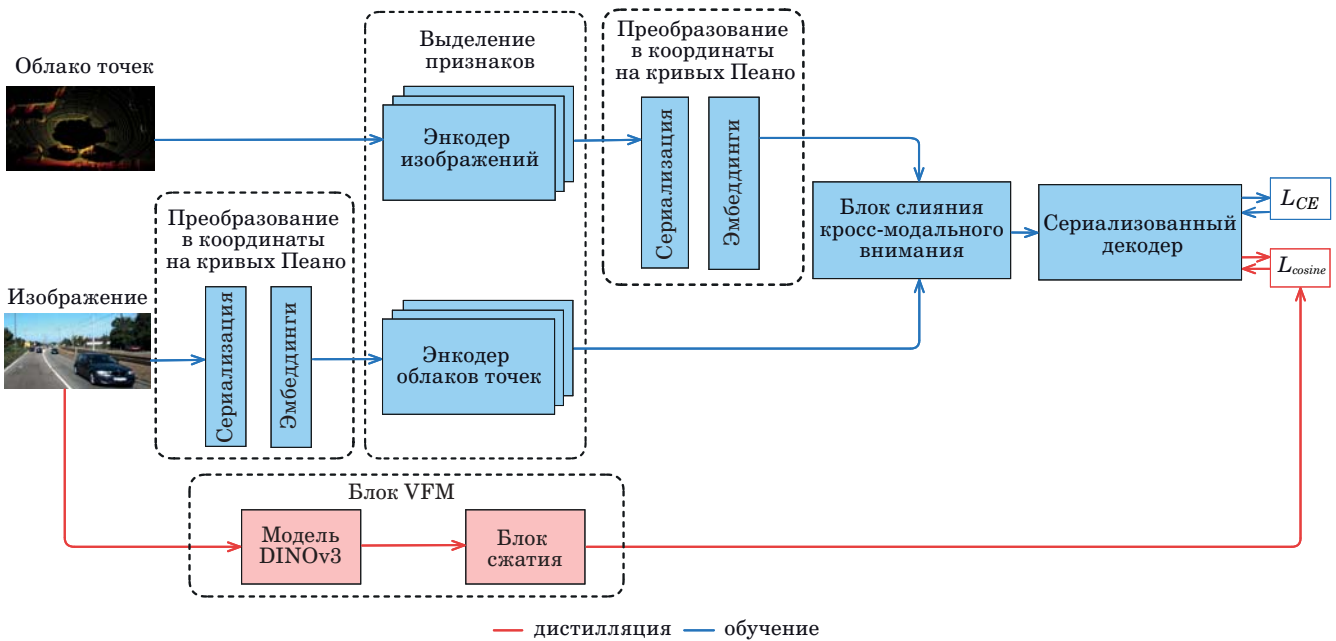 Облако точек
Выделение
признаков
Энкодер
изображений
Преобразование
в координаты
на кривых Пеано
Сериализация
Эмбеддинги
Преобразование
в координаты
на кривых Пеано
Изображение
Сериализация
Эмбеддинги
Энкодер
облаков точек
Блок слияния
кросс-модального
внимания
Сериализованный
декодер
L_CE
L_cosine
Блок VFM
Модель
DINOv3
Блок
сжатия
дистилляция
обучение